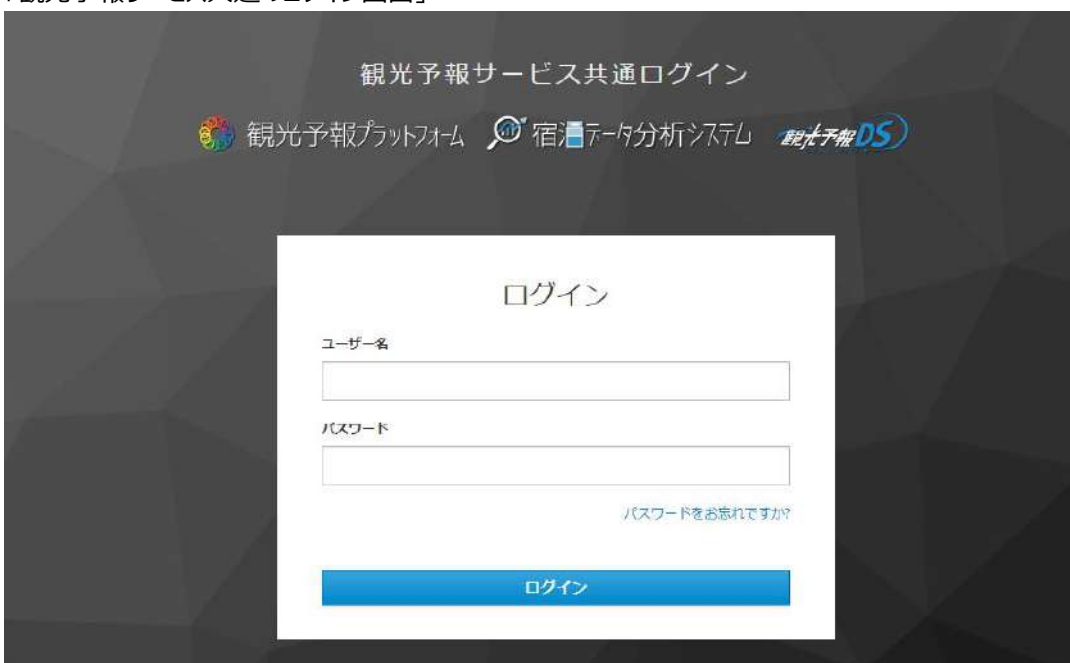 観光予報サービス共通ログイン
観光予報プラットフォーム 宿泊データ分析システム 観光予報DS
ログイン
ユーザー名
パスワード
パスワードをお忘れですか?
ログイン